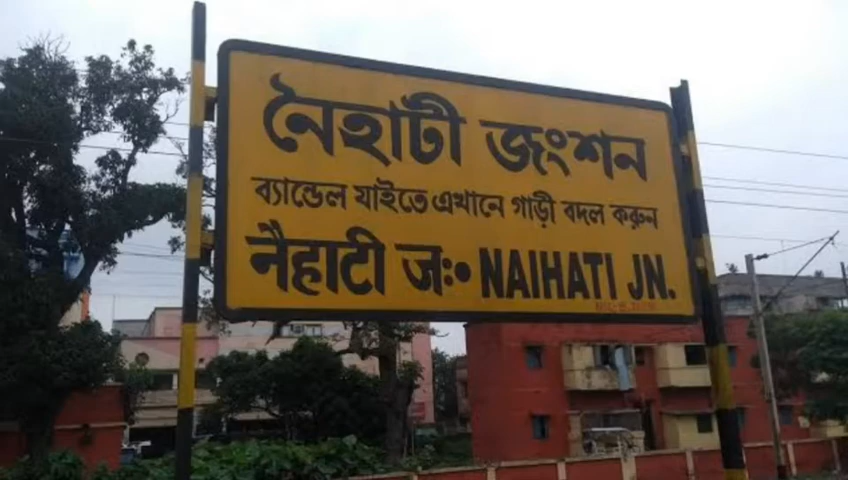 নৈহাটী জংশন
ব্যান্ডেল যাইতে এখানে গাড়ী বদল করুন
नैहाटी ज॰ NAIHATI JN.